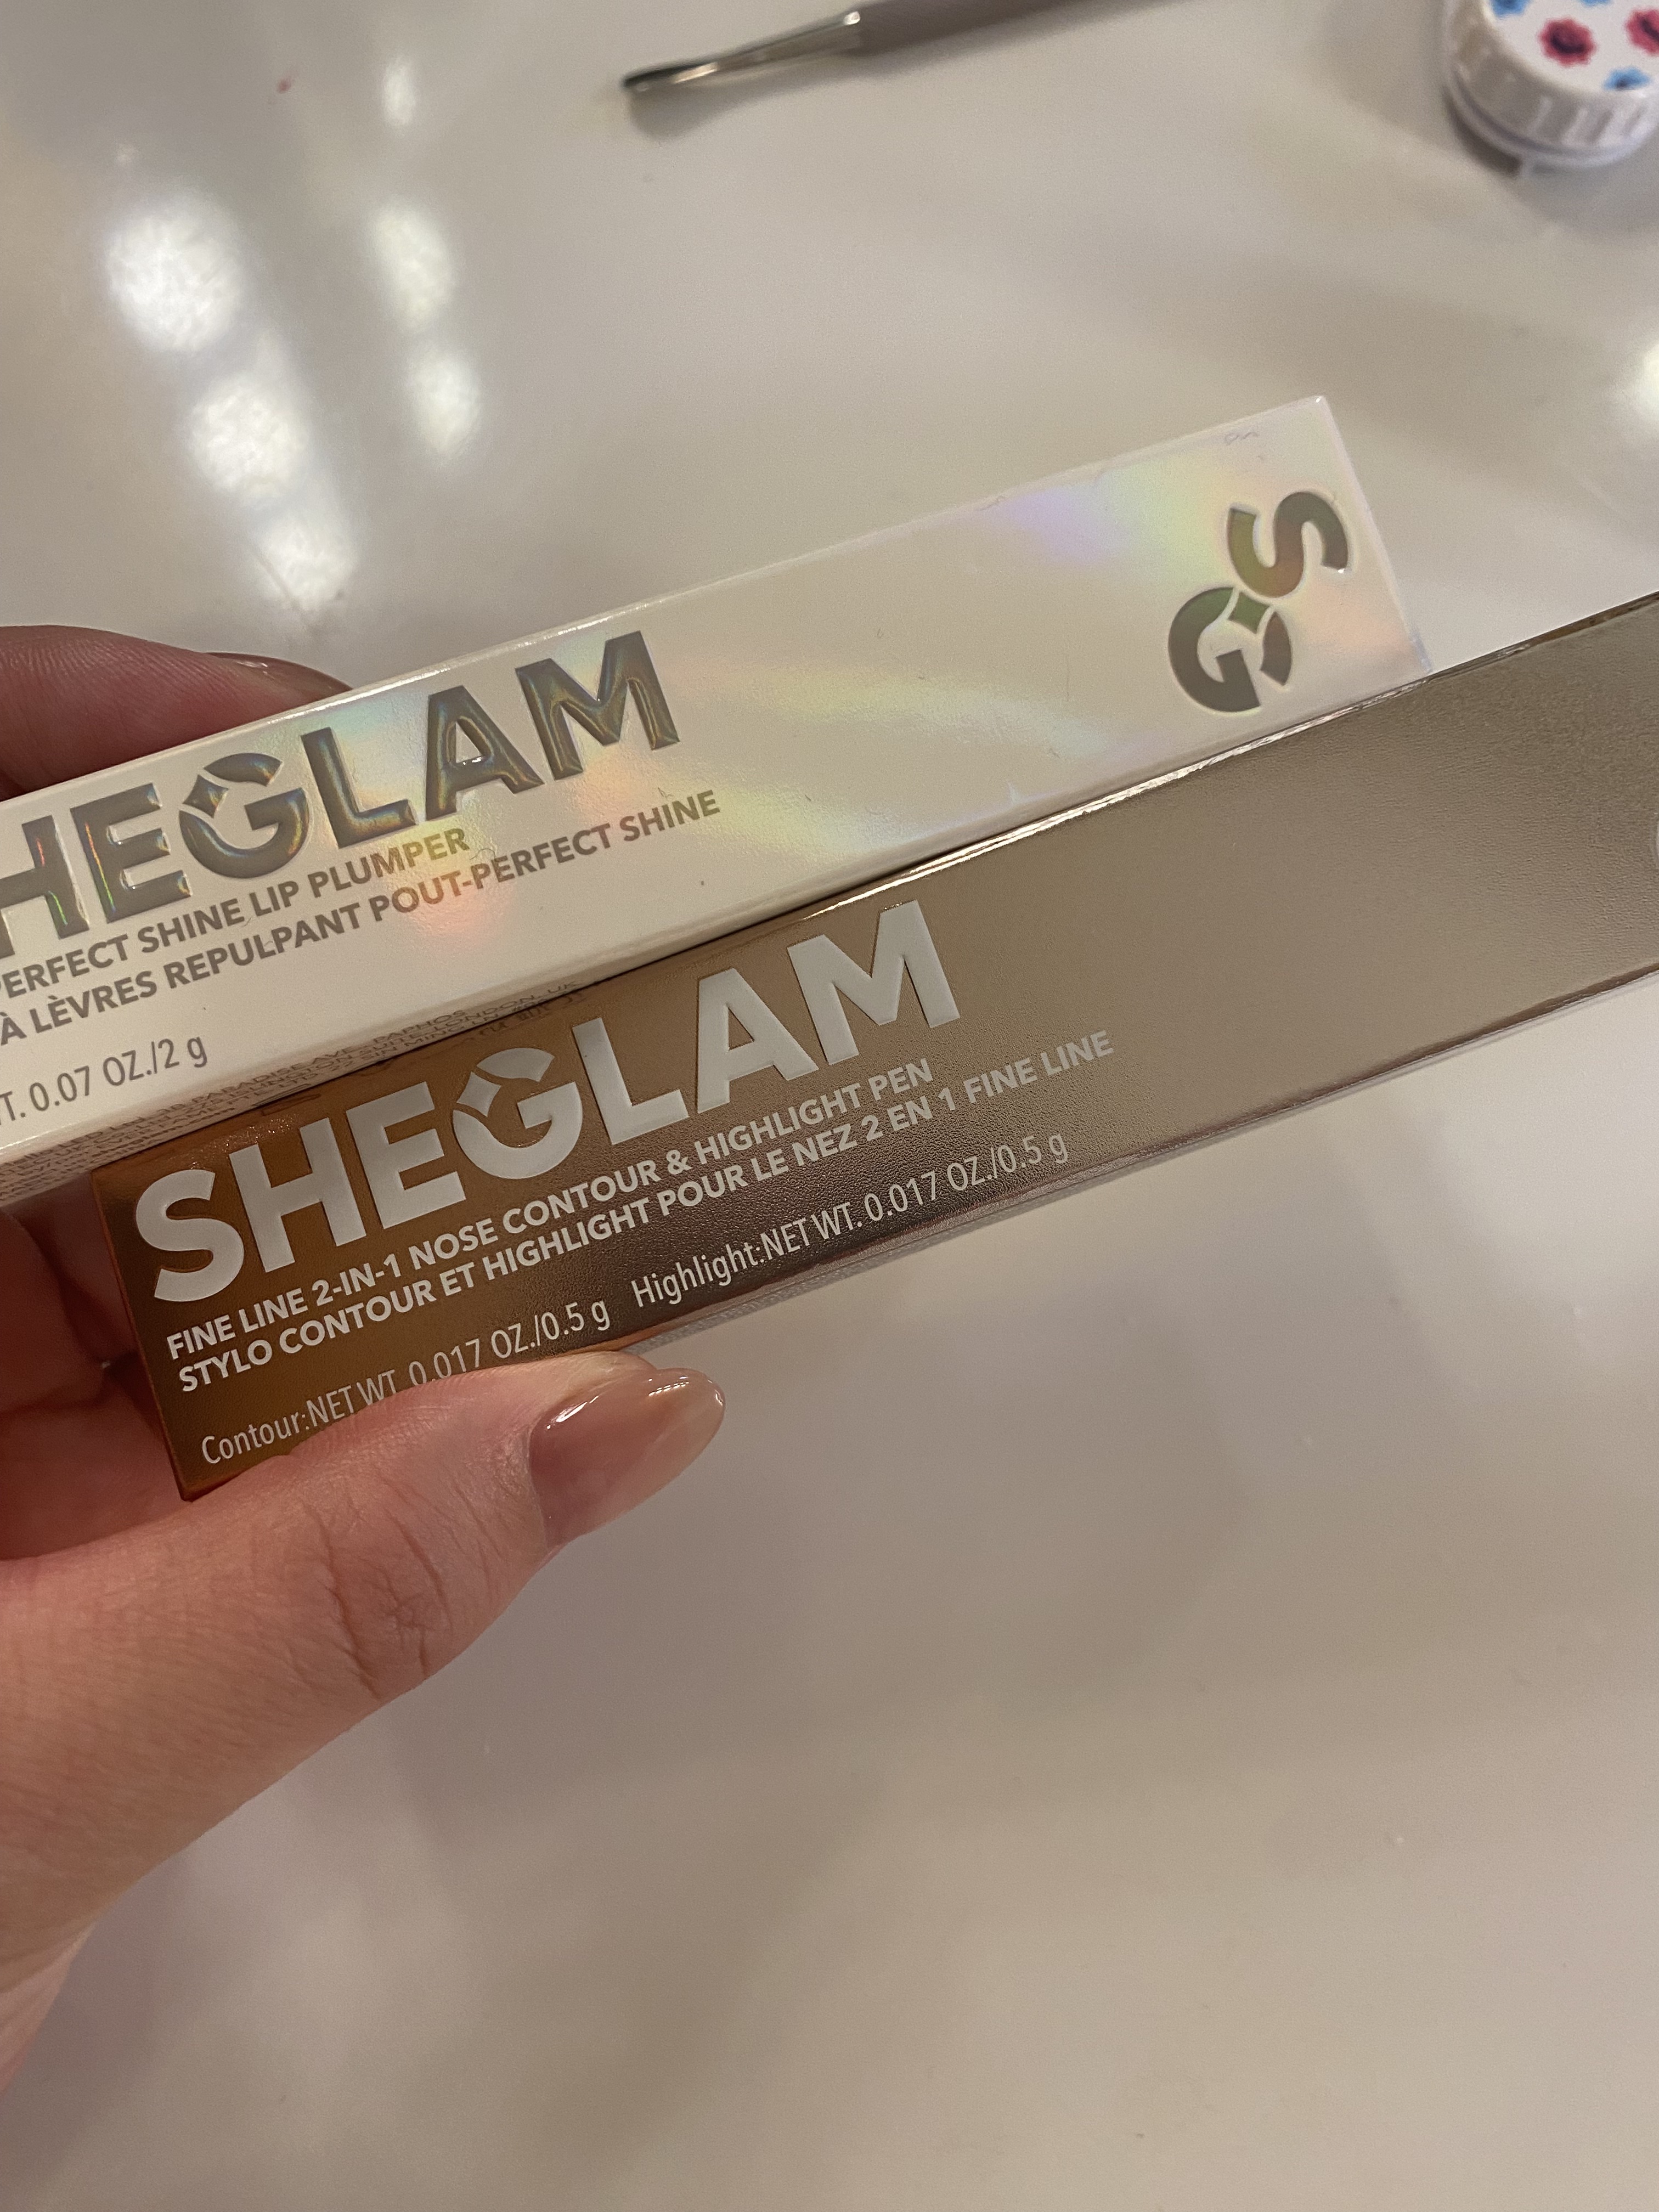 HEGLAM
PERFECT SHINE LIP PLUMPER
À LÈVRES REPULPANT POUT-PERFECT SHINE
T. 0.07 OZ./2 g
GS
SHEGLAM
FINE LINE 2-IN-1 NOSE CONTOUR & HIGHLIGHT PEN
STYLO CONTOUR ET HIGHLIGHT POUR LE NEZ 2 EN 1 FINE LINE
Contour:NET WT. 0.017 OZ./0.5 g Highlight:NET WT. 0.017 OZ./0.5 g